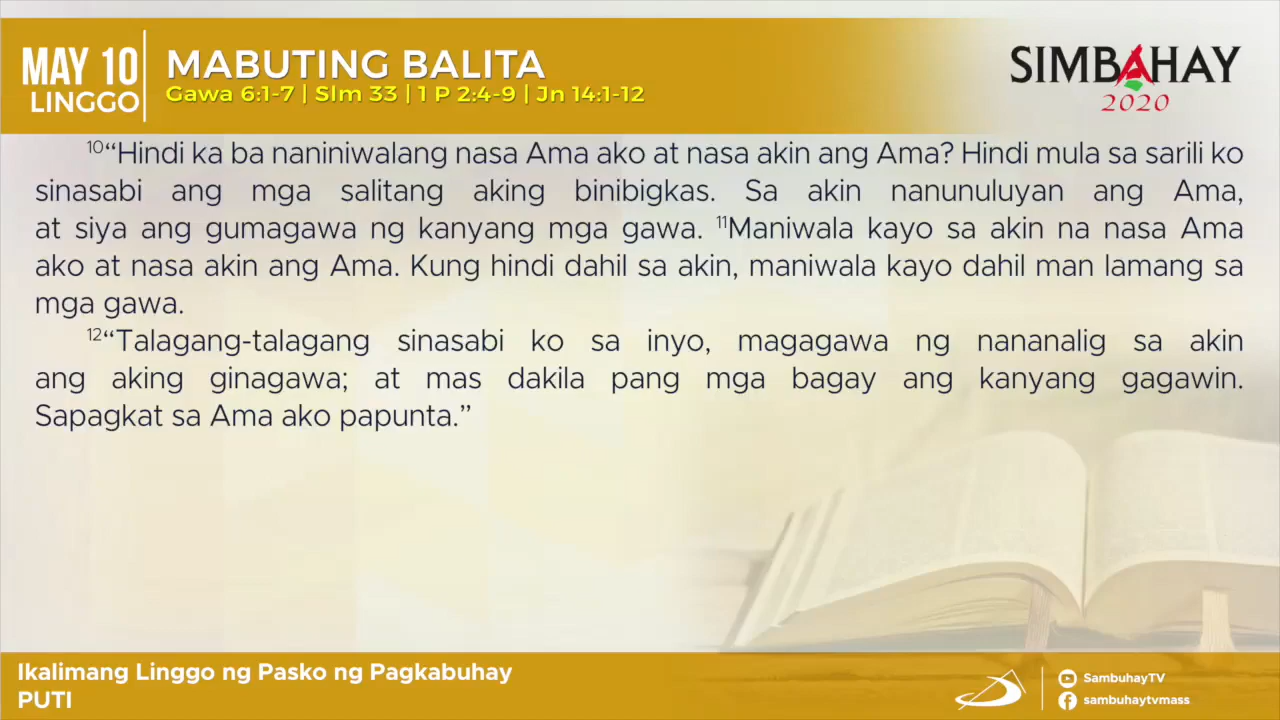 MAY 10
LINGGO
MABUTING BALITA
Gawa 6:1-7 | Slm 33 | 1 P 2:4-9 | Jn 14:1-12
SIMBAHAY
2020
10“Hindi ka ba naniniwalang nasa Ama ako at nasa akin ang Ama? Hindi mula sa sarili ko
sinasabi ang mga salitang aking binibigkas. Sa akin nanunuluyan ang Ama,
at siya ang gumagawa ng kanyang mga gawa. 11Maniwala kayo sa akin na nasa Ama
ako at nasa akin ang Ama. Kung hindi dahil sa akin, maniwala kayo dahil man lamang sa
mga gawa.
12“Talagang-talagang sinasabi ko sa inyo, magagawa ng nananalig sa akin
ang aking ginagawa; at mas dakila pang mga bagay ang kanyang gagawin.
Sapagkat sa Ama ako papunta.”
Ikalimang Linggo ng Pasko ng Pagkabuhay
PUTI
SambuhayTV
sambuhaytvmass